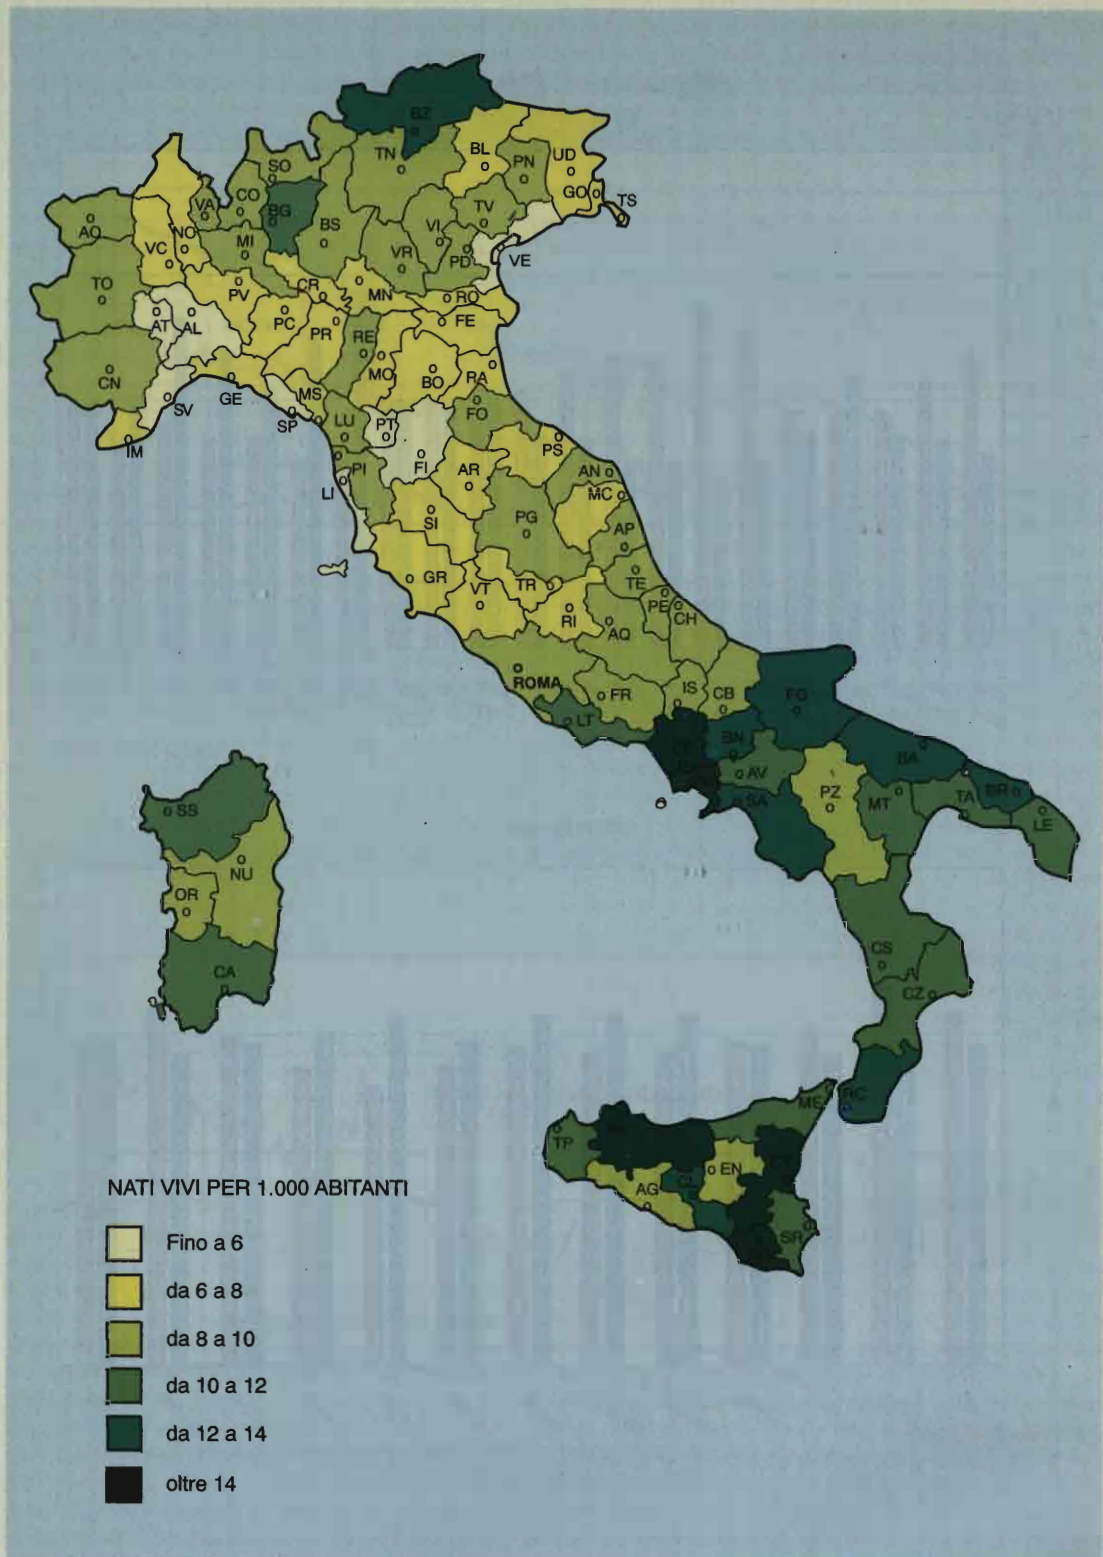 BZ
SO
TN
BL
PN
UD
GO
TS
VA
CO
BG
BS
VI
TV
AO
NO
MI
VR
PD
VE
VC
TO
CR
MN
RO
PV
PC
FE
AT
AL
PR
RE
MO
BO
RA
CN
GE
MS
FO
SV
SP
LU
PT
IM
FI
PS
PI
AR
AN
LI
MC
SI
PG
AP
GR
VT
TR
TE
RI
PE
CH
AQ
ROMA
FR
IS
CB
LT
FG
BN
BA
AV
SA
PZ
MT
TA
BR
LE
SS
NU
OR
CA
CS
CZ
ME
RC
TP
EN
CL
AG
SR
NATI VIVI PER 1.000 ABITANTI
Fino a 6
da 6 a 8
da 8 a 10
da 10 a 12
da 12 a 14
oltre 14